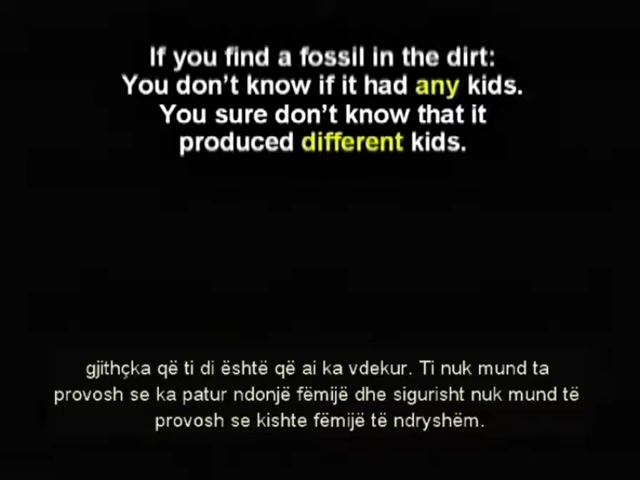 If you find a fossil in the dirt:
You don't know if it had any kids.
You sure don't know that it
produced different kids.
gjithçka që ti di është që ai ka vdekur. Ti nuk mund ta
provosh se ka patur ndonjë fëmijë dhe sigurisht nuk mund të
provosh se kishte fëmijë të ndryshëm.